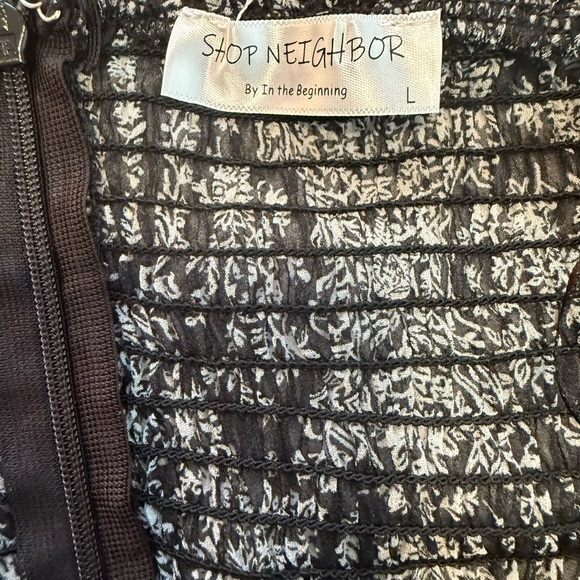 SHOP NEIGHBOR
By In the Beginning
L